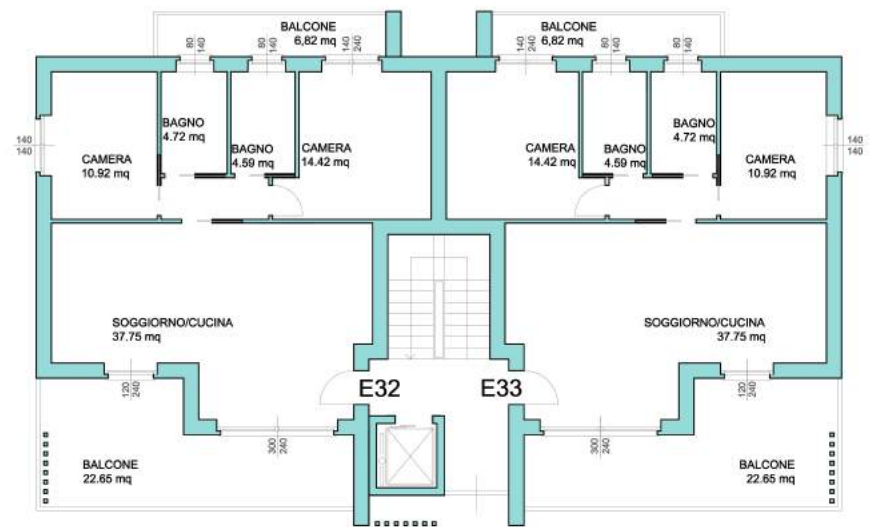 BALCONE
6,82 mq
BALCONE
6,82 mq
80
140
80
140
140
240
140
240
80
140
80
140
BAGNO
4.72 mq
BAGNO
4.59 mq
CAMERA
14.42 mq
CAMERA
10.92 mq
140
140
CAMERA
14.42 mq
BAGNO
4.59 mq
BAGNO
4.72 mq
CAMERA
10.92 mq
140
140
SOGGIORNO/CUCINA
37.75 mq
SOGGIORNO/CUCINA
37.75 mq
120
240
E32
E33
120
240
300
240
300
240
BALCONE
22.65 mq
BALCONE
22.65 mq